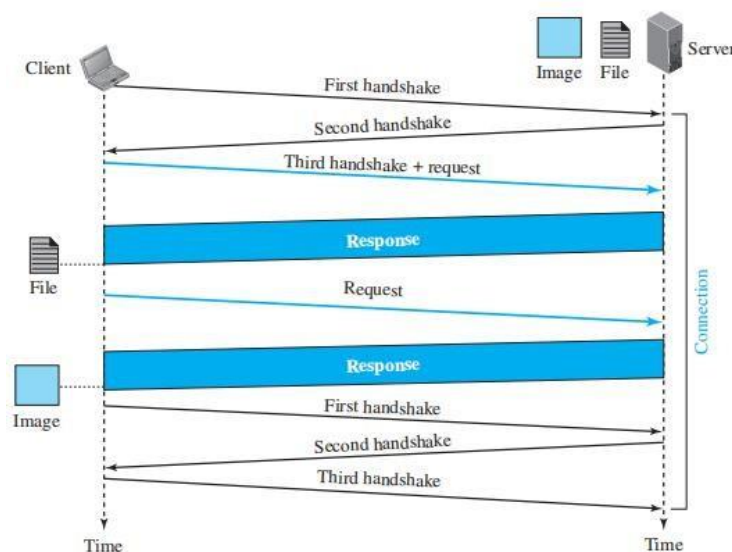 Client
Server
Image
File
First handshake
Second handshake
Third handshake + request
Response
File
Request
Connection
Response
Image
First handshake
Second handshake
Third handshake
Time
Time